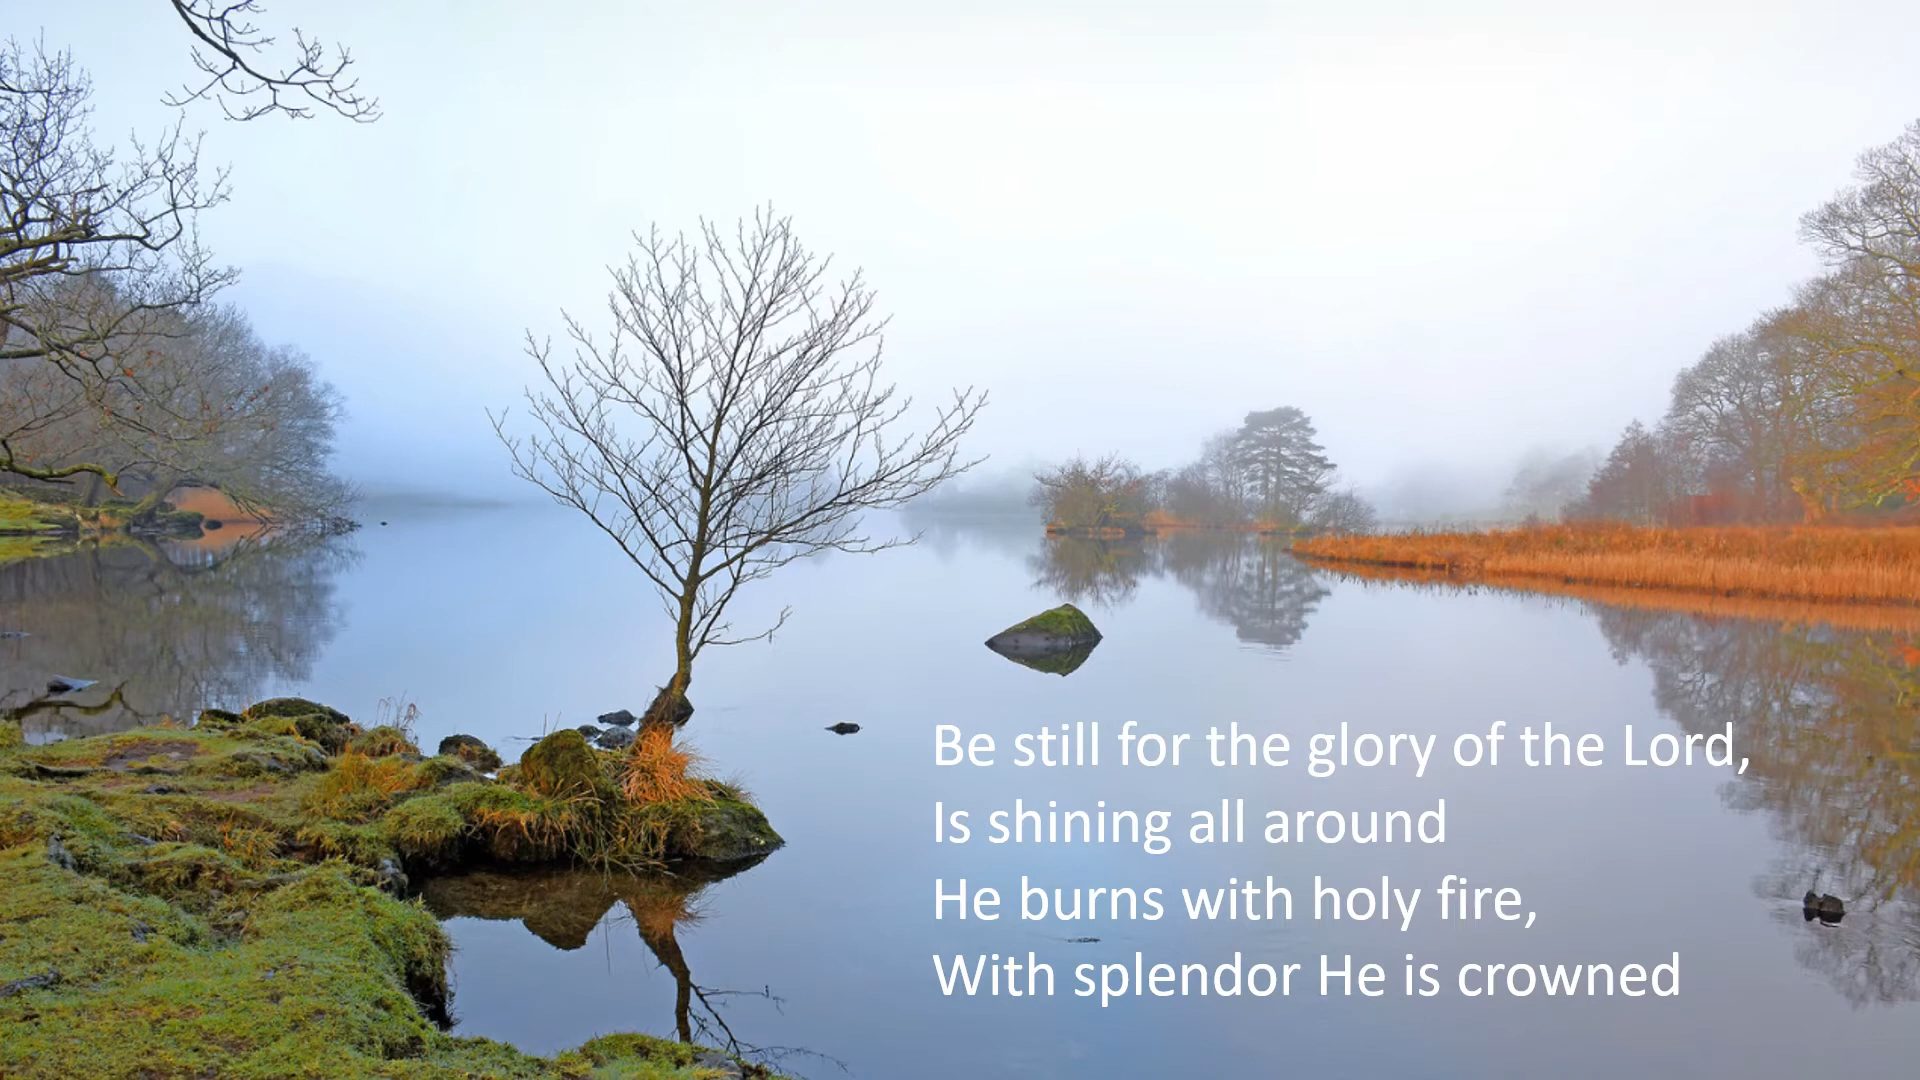 Be still for the glory of the Lord,
Is shining all around
He burns with holy fire,
With splendor He is crowned